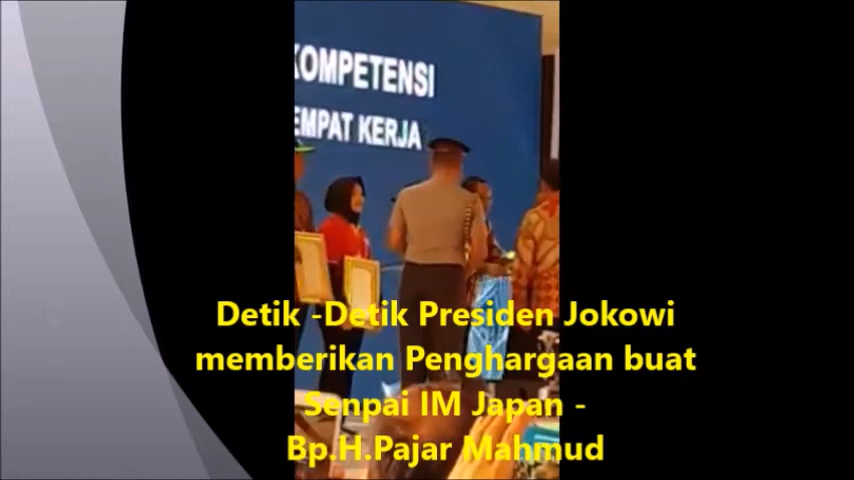 KOMPETENSI
EMPAT KERJA
Detik -Detik Presiden Jokowi
memberikan Penghargaan buat
Senpai IM Japan -
Bp.H.Pajar Mahmud